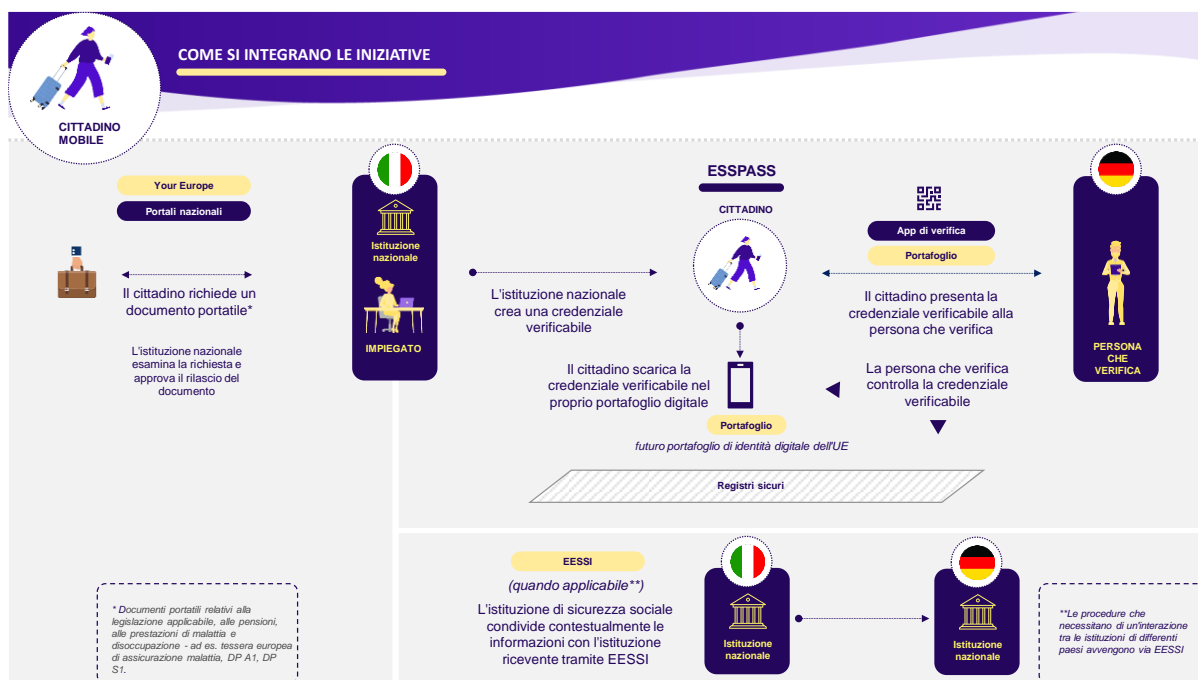 COME SI INTEGRANO LE INIZIATIVE
CITTADINO
MOBILE
Your Europe
Portali nazionali
Il cittadino richiede un
documento portatile*
L'istituzione nazionale
esamina la richiesta e
approva il rilascio del
documento
Istituzione
nazionale
IMPIEGATO
L'istituzione nazionale
crea una credenziale
verificabile
ESSPASS
CITTADINO
Il cittadino scarica la
credenziale verificabile nel
proprio portafoglio digitale
Portafoglio
futuro portafoglio di identità digitale dell'UE
App di verifica
Portafoglio
Il cittadino presenta la
credenziale verificabile alla
persona che verifica
La persona che verifica
controlla la credenziale
verificabile
PERSONA
CHE
VERIFICA
Registri sicuri
* Documenti portatili relativi alla
legislazione applicabile, alle pensioni,
alle prestazioni di malattia e
disoccupazione - ad es. tessera europea
di assicurazione malattia, DP A1, DP
S1.
EESSI
(quando applicabile**)
L'istituzione di sicurezza sociale
condivide contestualmente le
informazioni con l'istituzione
ricevente tramite EESSI
Istituzione
nazionale
Istituzione
nazionale
**Le procedure che
necessitano di un'interazione
tra le istituzioni di differenti
paesi avvengono via EESSI